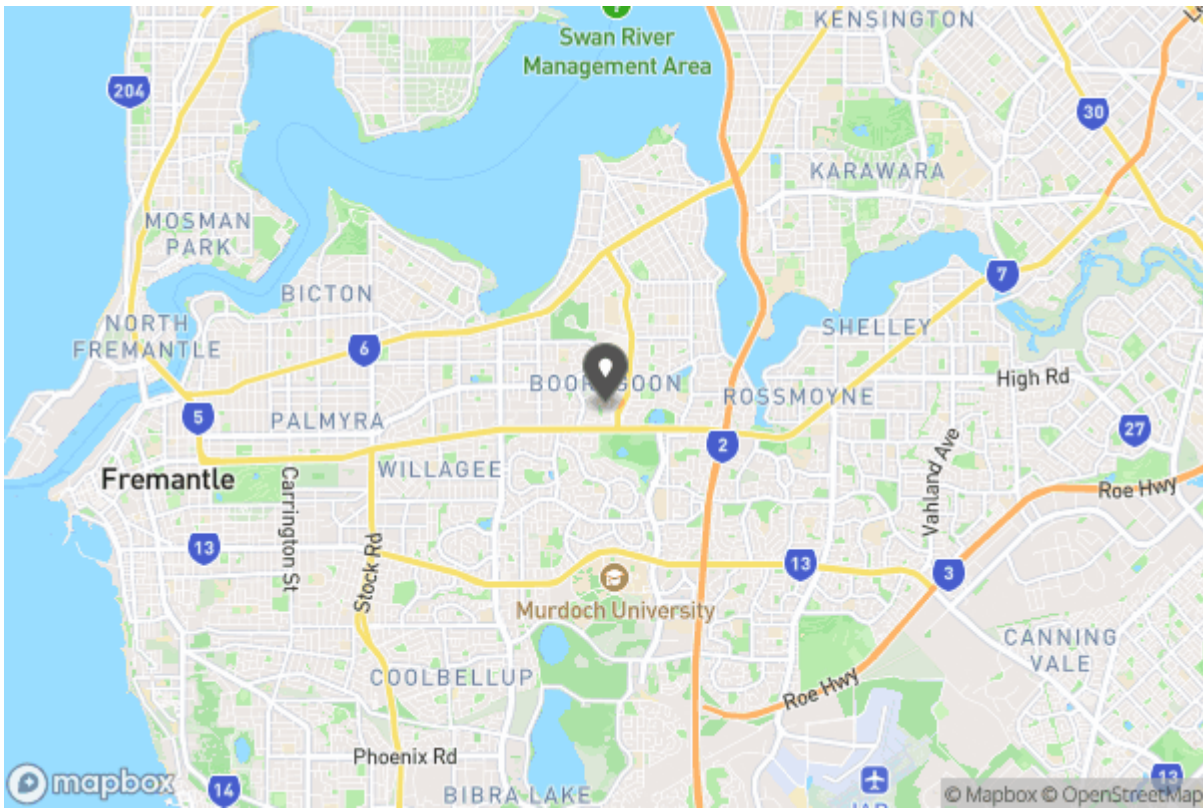 KENSINGTON
Swan River
Management Area
204
30
KARAWARA
MOSMAN
PARK
7
BICTON
NORTH
FREMANTLE
6
SHELLEY
ROSSMOYNE
High Rd
5
PALMYRA
27
2
WILLAGEE
Fremantle
Carrington St
Vahland Ave
Roe Hwy
13
Stock Rd
13
3
Murdoch University
CANNING
VALE
COOLBELLUP
Roe Hwy
Phoenix Rd
14
BIBRA LAKE
13
mapbox
© Mapbox © OpenStreetMap